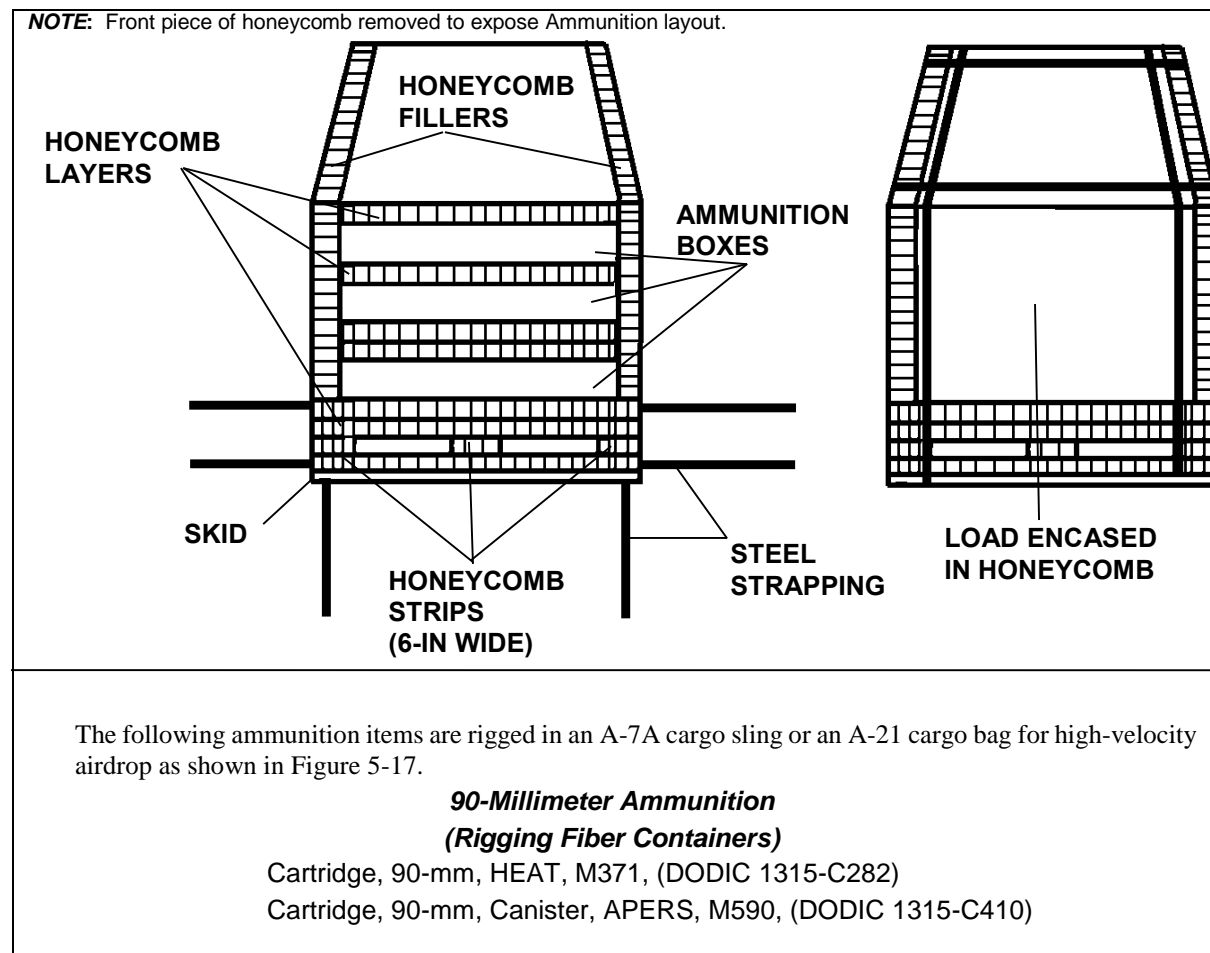 NOTE: Front piece of honeycomb removed to expose Ammunition layout.
HONEYCOMB
FILLERS
HONEYCOMB
LAYERS
AMMUNITION
BOXES
SKID
HONEYCOMB
STRIPS
(6-IN WIDE)
STEEL
STRAPPING
LOAD ENCASED
IN HONEYCOMB
The following ammunition items are rigged in an A-7A cargo sling or an A-21 cargo bag for high-velocity
airdrop as shown in Figure 5-17.
90-Millimeter Ammunition
(Rigging Fiber Containers)
Cartridge, 90-mm, HEAT, M371, (DODIC 1315-C282)
Cartridge, 90-mm, Canister, APERS, M590, (DODIC 1315-C410)